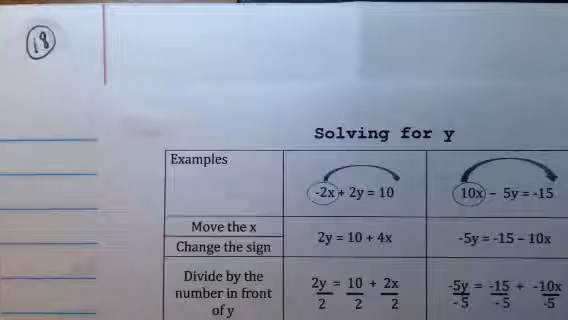 18
Solving for y
Examples
-2x + 2y = 10
10x – 5y = -15
Move the x
Change the sign
2y = 10 + 4x
-5y = -15 – 10x
Divide by the
number in front
of y
2y = 10 + 2x
2 2 2
-5y = -15 + -10x
-5 -5 -5